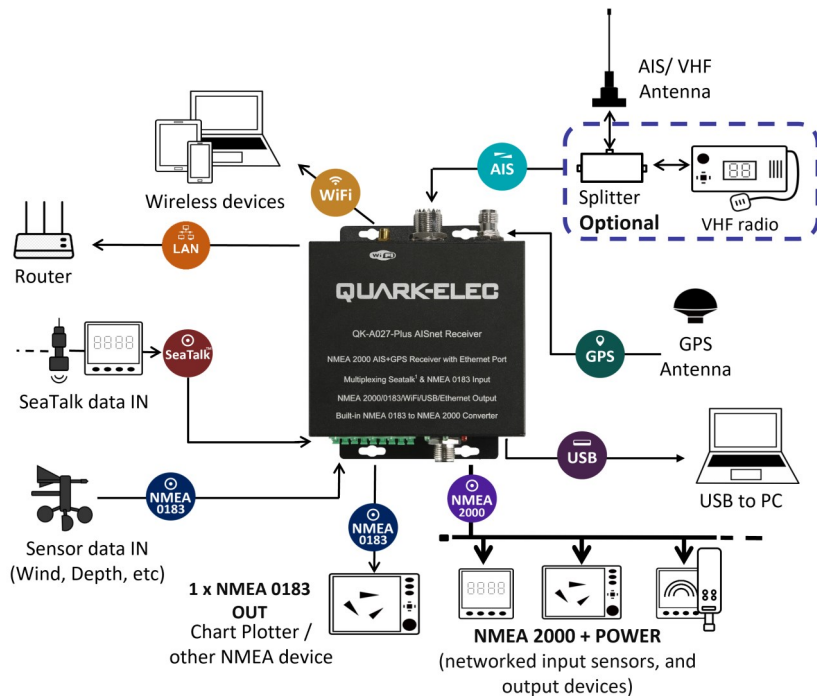 AIS/ VHF
Antenna
AIS
Splitter
Optional
VHF radio
WiFi
Wireless devices
LAN
Router
WiFi
QUARK-ELEC
QK-A027-Plus AISnet Receiver
NMEA 2000 AIS+GPS Receiver with Ethernet Port
Multiplexing Seatalk¹ & NMEA 0183 Input
NMEA 2000/0183/WiFi/USB/Ethernet Output
Built-in NMEA 0183 to NMEA 2000 Converter
GPS
GPS
Antenna
SeaTalk™
SeaTalk data IN
USB
USB to PC
NMEA
0183
Sensor data IN
(Wind, Depth, etc)
NMEA
0183
1 x NMEA 0183
OUT
Chart Plotter /
other NMEA device
NMEA
2000
NMEA 2000 + POWER
(networked input sensors, and
output devices)